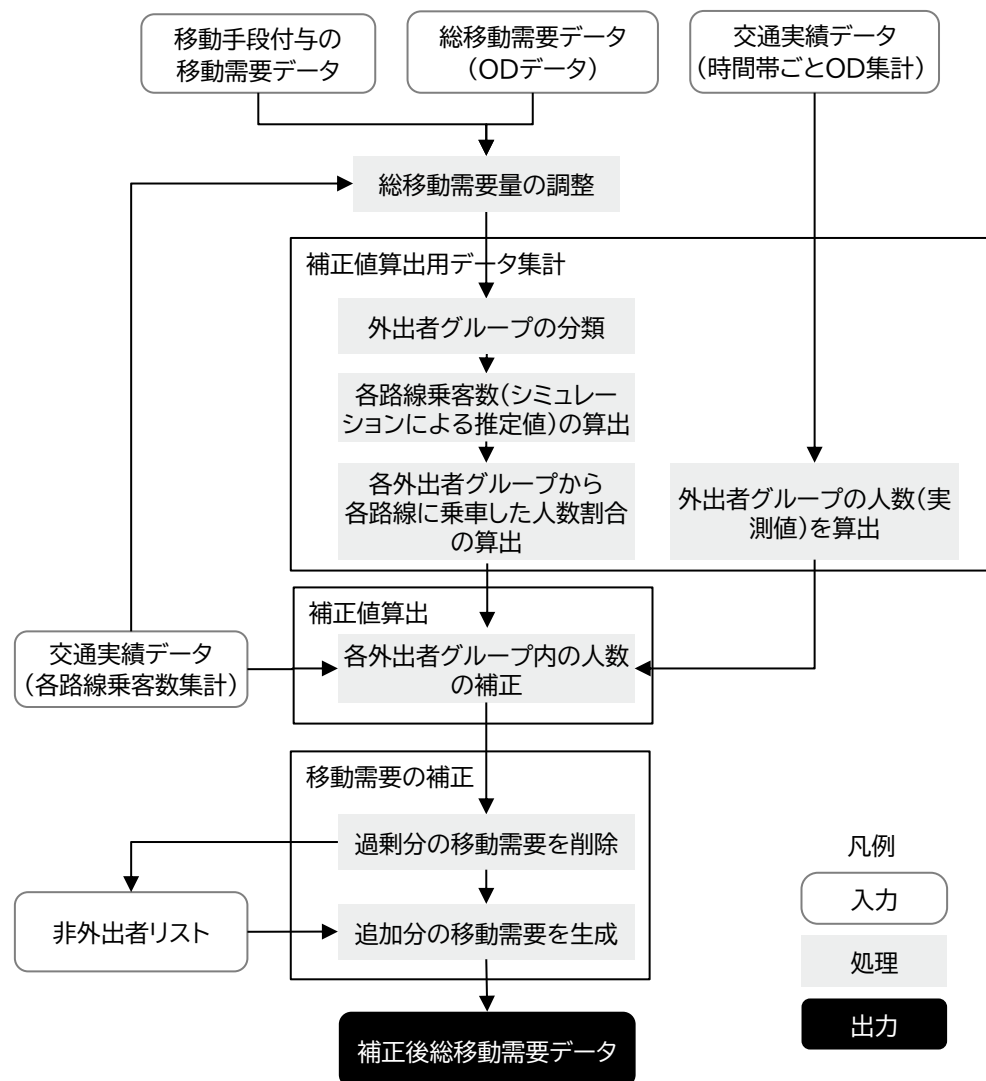 移動手段付与の
移動需要データ
総移動需要データ
（ODデータ）
交通実績データ
（時間帯ごとOD集計）
総移動需要量の調整
補正値算出用データ集計
外出者グループの分類
各路線乗客数（シミュレー
ションによる推定値）の算出
各外出者グループから
各路線に乗車した人数割合
の算出
外出者グループの人数（実
測値）を算出
補正値算出
各外出者グループ内の人数
の補正
交通実績データ
（各路線乗客数集計）
移動需要の補正
過剰分の移動需要を削除
非外出者リスト
追加分の移動需要を生成
補正後総移動需要データ
凡例
入力
処理
出力